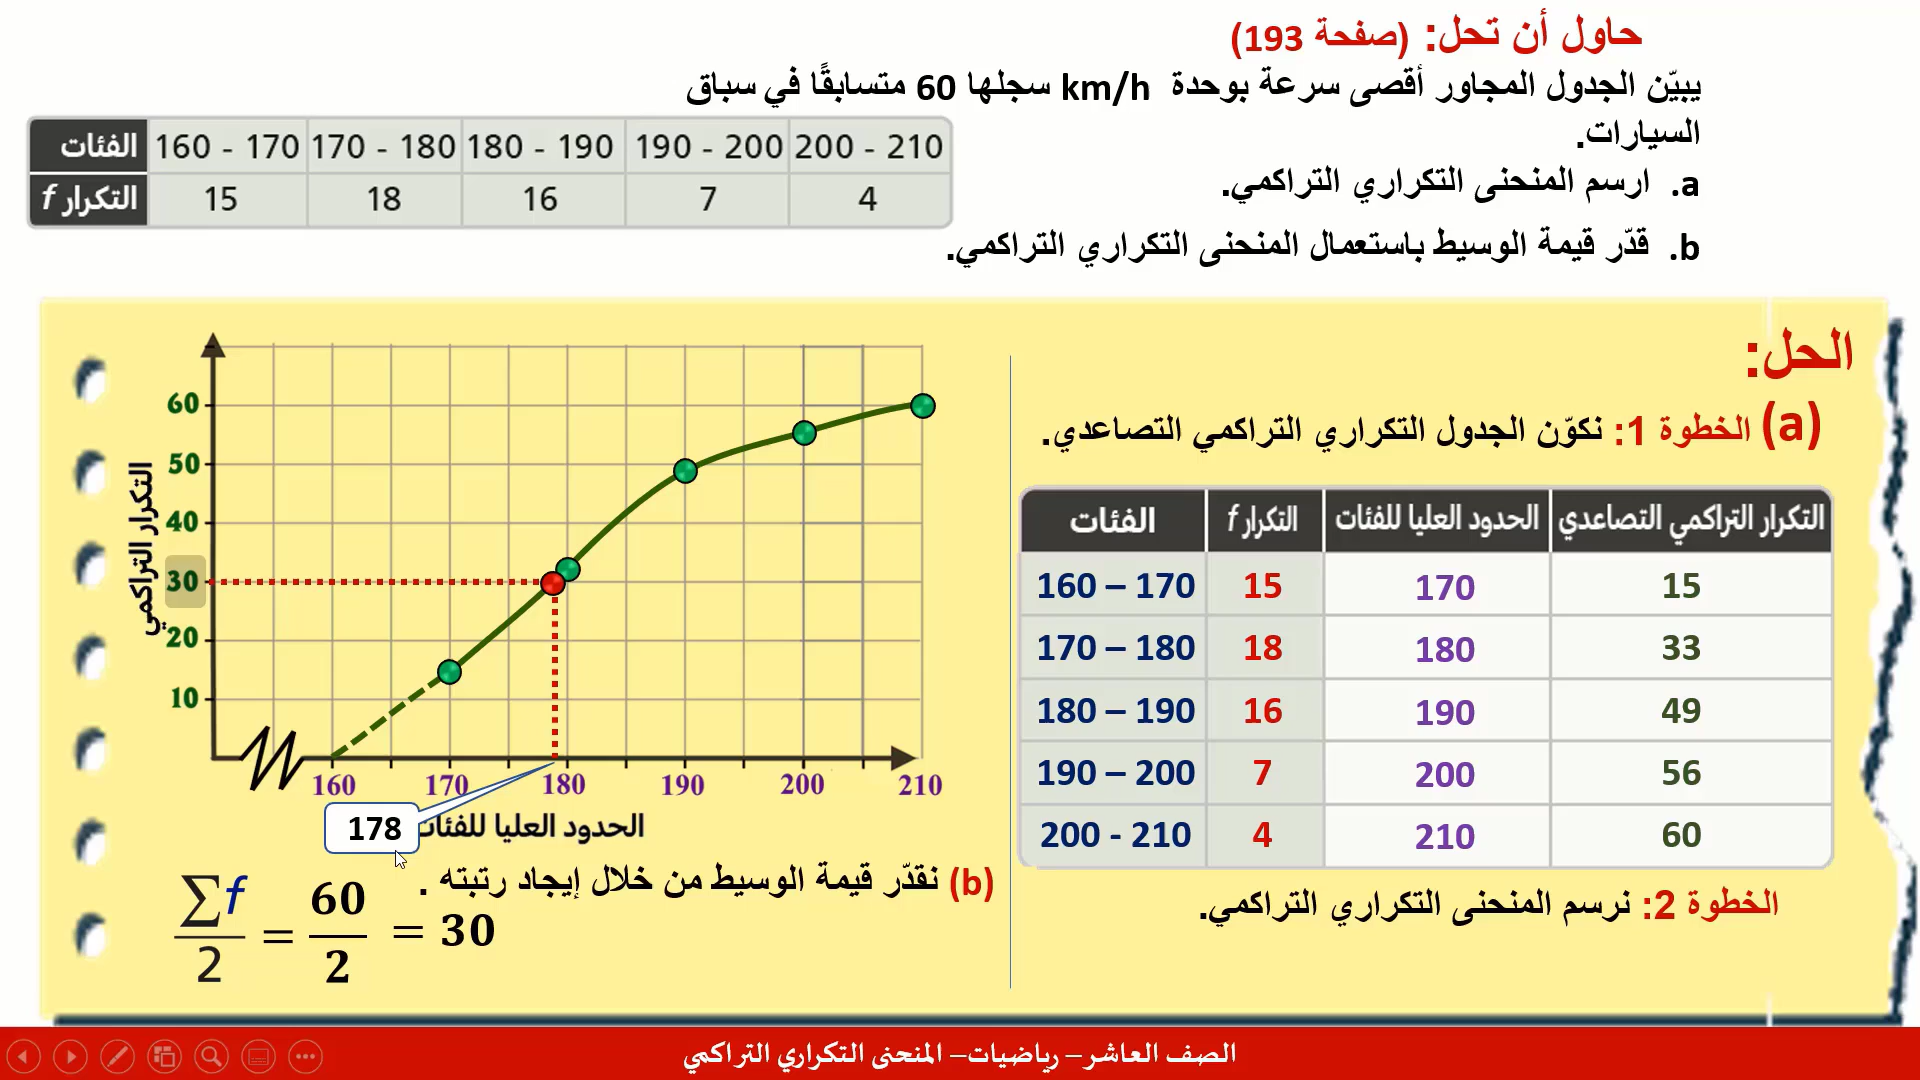 حاول أن تحل: (صفحة 193)
يبيّن الجدول المجاور أقصى سرعة بوحدة km/h سجلها 60 متسابقًا في سباق
السيارات.
a. ارسم المنحنى التكراري التراكمي.
b. قدّر قيمة الوسيط باستعمال المنحنى التكراري التراكمي.
الفئات 160 - 170 170 - 180 180 - 190 190 - 200 200 - 210
التكرار f 15 18 16 7 4
الحل:
(a) الخطوة 1: نكوّن الجدول التكراري التراكمي التصاعدي.
الفئات التكرار f الحدود العليا للفئات التكرار التراكمي التصاعدي
160 – 170 15 170 15
170 – 180 18 180 33
180 – 190 16 190 49
190 – 200 7 200 56
200 - 210 4 210 60
الخطوة 2: نرسم المنحنى التكراري التراكمي.
التكرار التراكمي
60
50
40
30
20
10
160 170 180 190 200 210
الحدود العليا للفئات
178
(b) نقدّر قيمة الوسيط من خلال إيجاد رتبته .
∑f/2 = 60/2 = 30
الصف العاشر – رياضيات– المنحنى التكراري التراكمي